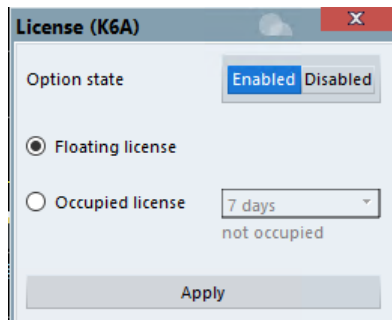 License (K6A)
Option state Enabled Disabled
Floating license
Occupied license 7 days
not occupied
Apply